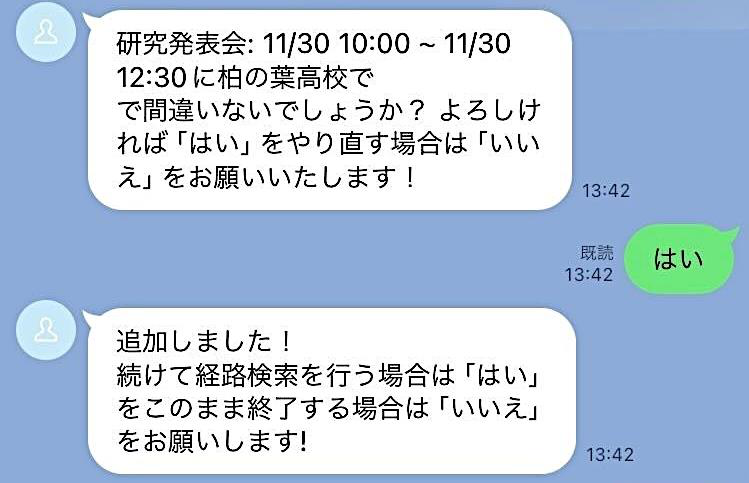 研究発表会: 11/30 10:00 ~ 11/30
12:30に柏の葉高校で
で間違いないでしょうか？ よろしけ
れば「はい」をやり直す場合は「いい
え」をお願いいたします！
13:42
既読
13:42
はい
追加しました！
続けて経路検索を行う場合は「はい」
をこのまま終了する場合は「いいえ」
をお願いします!
13:42